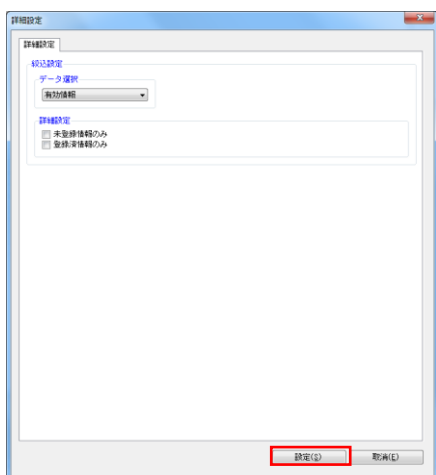 詳細設定
詳細設定
絞込設定
データ選択
有効情報
詳細設定
未登録情報のみ
登録済情報のみ
設定(S)
取消(E)